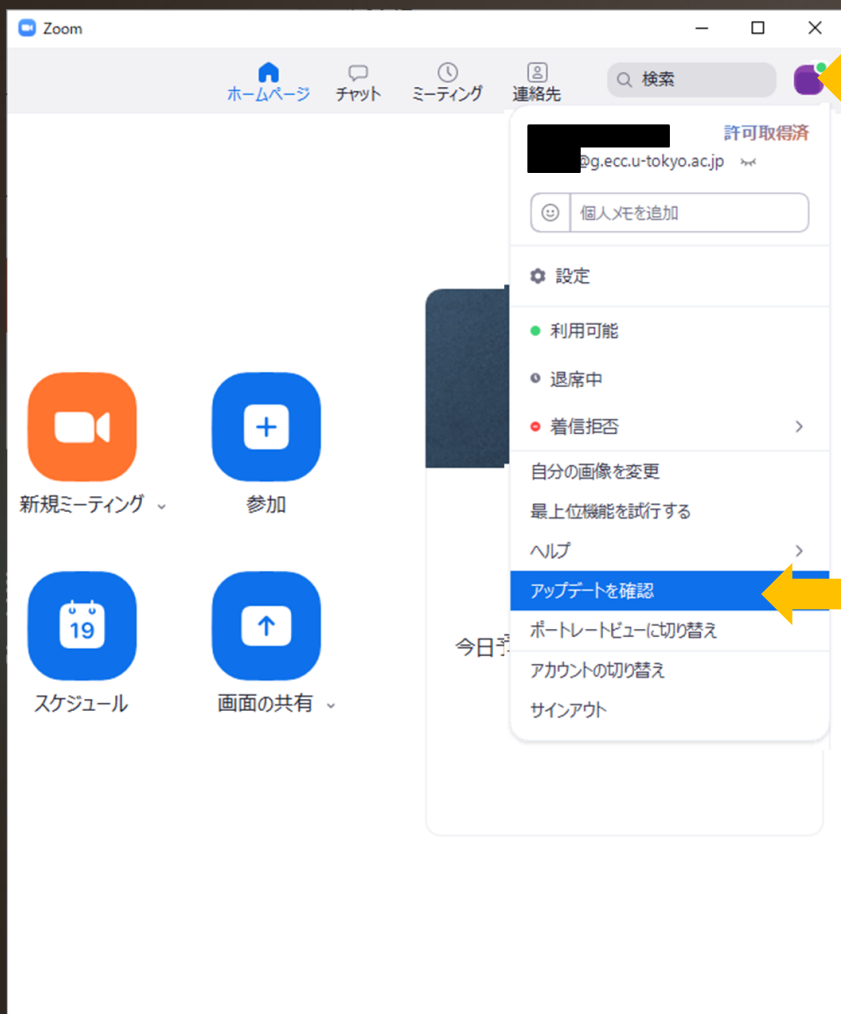 Zoom
ホームページ
チャット
ミーティング
連絡先
検索
許可取得済
@g.ecc.u-tokyo.ac.jp
個人メモを追加
設定
利用可能
退席中
着信拒否
自分の画像を変更
最上位機能を試行する
ヘルプ
アップデートを確認
ポートレートビューに切り替え
アカウントの切り替え
サインアウト
新規ミーティング
参加
19
スケジュール
画面の共有
今日予